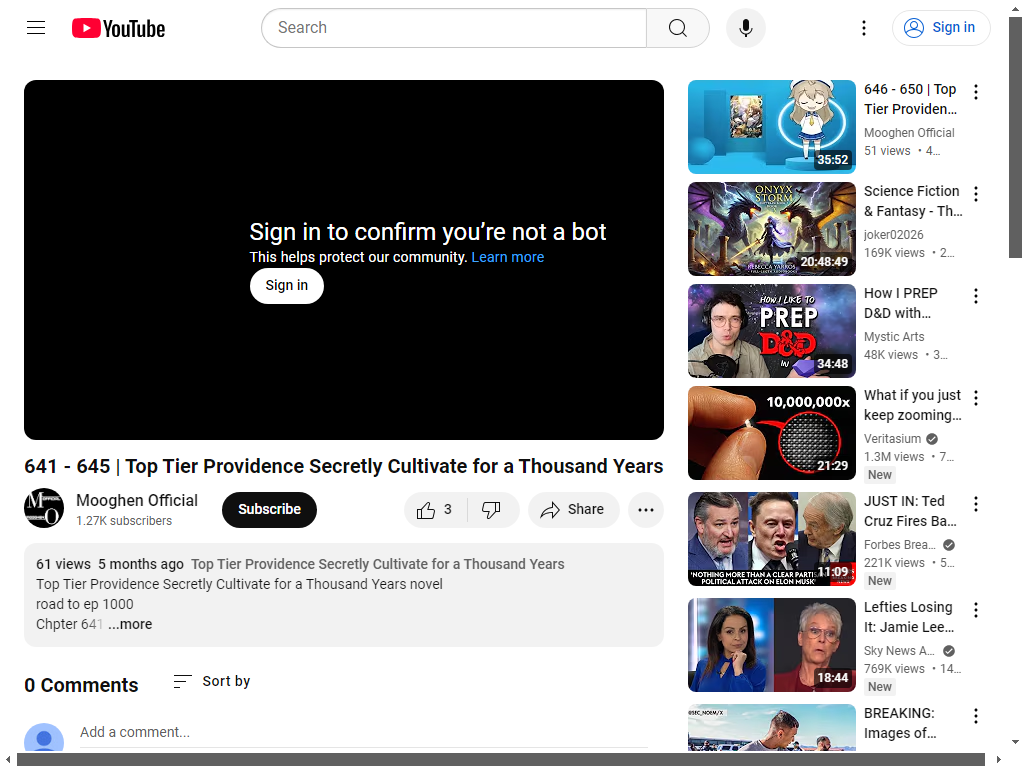 YouTube
Search
Sign in
Sign in to confirm you’re not a bot
This helps protect our community. Learn more
Sign in
641 - 645 | Top Tier Providence Secretly Cultivate for a Thousand Years
Mooghen Official
1.27K subscribers
Subscribe
3
Share
61 views 5 months ago Top Tier Providence Secretly Cultivate for a Thousand Years
Top Tier Providence Secretly Cultivate for a Thousand Years novel
road to ep 1000
Chpter 641 ...more
0 Comments
Sort by
Add a comment...
35:52
646 - 650 | Top
Tier Providen...
Mooghen Official
51 views • 4...
ONYYX
STORM
REBECCA YARROS
20:48:49
Science Fiction
& Fantasy - Th...
joker02026
169K views • 2...
HOW I LIKE TO
PREP
D&D
IN
34:48
How I PREP
D&D with...
Mystic Arts
48K views • 3...
10,000,000x
21:29
What if you just
keep zooming...
Veritasium
1.3M views • 7...
New
'NOTHING MORE THAN A CLEAR PARTISAN
POLITICAL ATTACK ON ELON MUSK'
11:09
JUST IN: Ted
Cruz Fires Ba...
Forbes Brea...
221K views • 5...
New
18:44
Lefties Losing
It: Jamie Lee...
Sky News A...
769K views • 14...
New
@SEC_NOEM/X
BREAKING:
Images of...